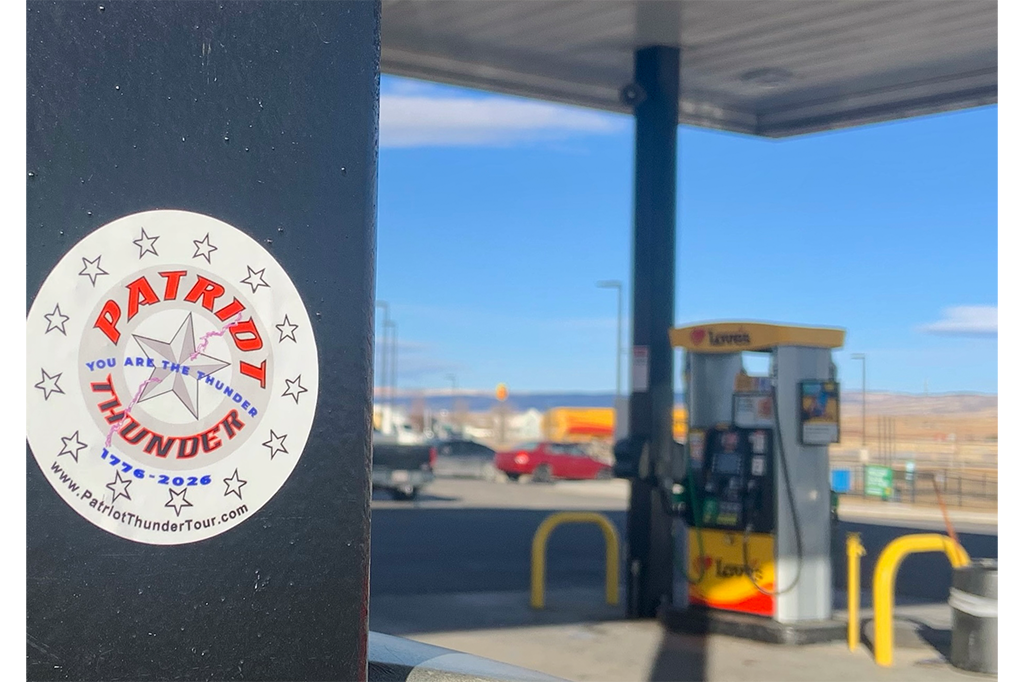 PATRIOT
YOU ARE THE THUNDER
THUNDER
1776-2026
www.PatriotThunderTour.com
Love's
Love's